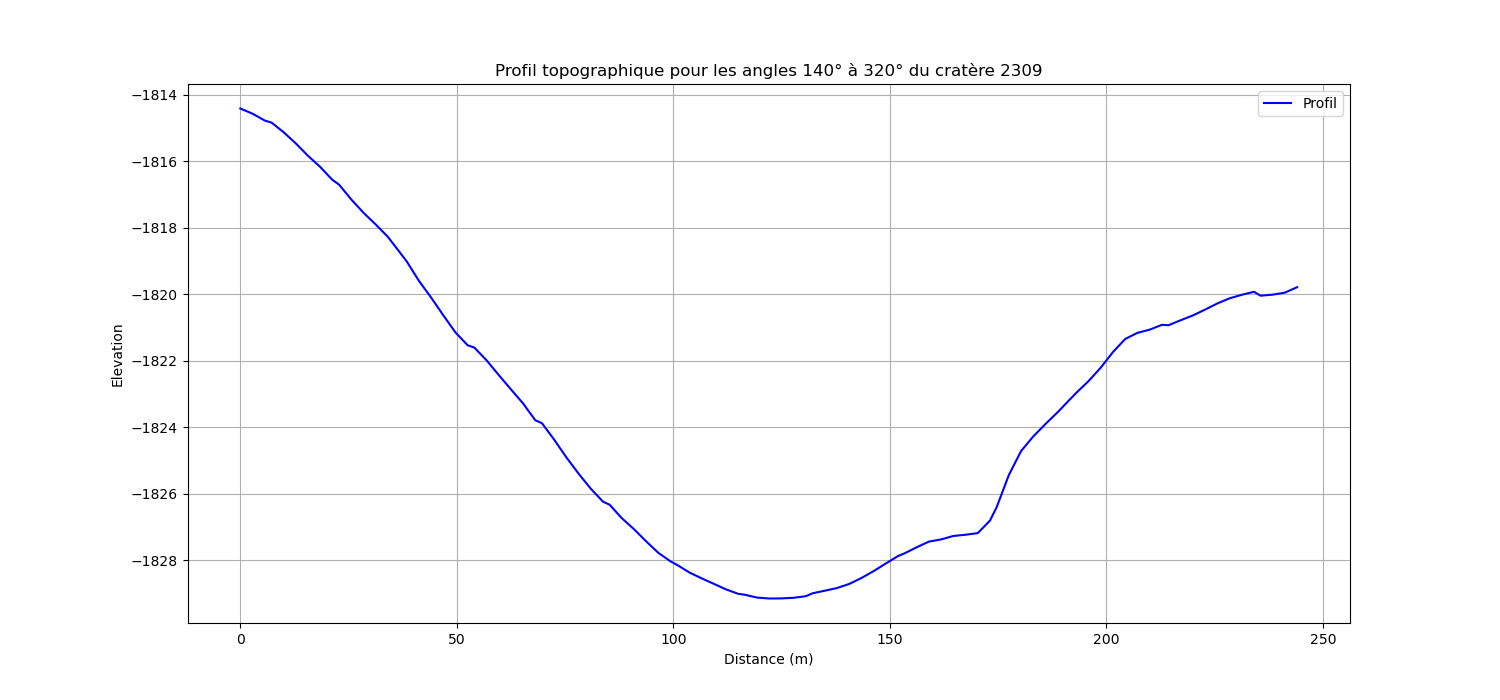 Profil topographique pour les angles 140° à 320° du cratère 2309
Profil
−1814
−1816
−1818
−1820
−1822
−1824
−1826
−1828
Elevation
0 50 100 150 200 250
Distance (m)